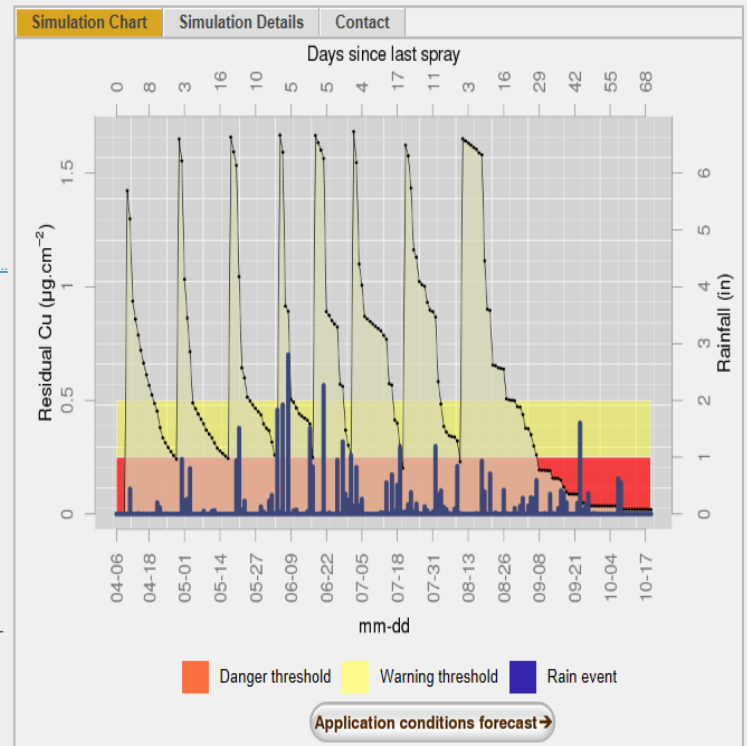 Simulation Chart Simulation Details Contact
Days since last spray
0 8 3 16 10 5 5 4 17 11 3 16 29 42 55 68
Residual Cu (µg.cm⁻²)
1.5
1
0.5
0
6
5
4
3
2
1
0
Rainfall (in)
04-06 04-18 05-01 05-14 05-27 06-09 06-22 07-05 07-18 07-31 08-13 08-26 09-08 09-21 10-04 10-17
mm-dd
Danger threshold Warning threshold Rain event
Application conditions forecast→